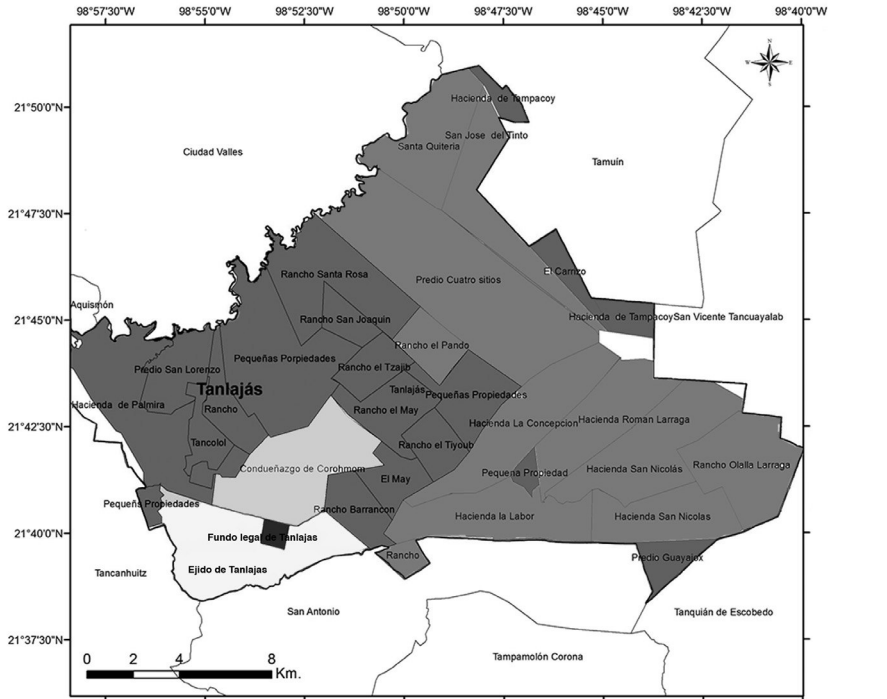 98°57'30"W 98°55'0"W 98°52'30"W 98°50'0"W 98°47'30"W 98°45'0"W 98°42'30"W 98°40'0"W
N
W E
S
21°50'0"N
Hacienda de Tampacoy
San Jose del Tinto
Santa Quiteria
Ciudad Valles
Tamuín
21°47'30"N
Rancho Santa Rosa
El Carrizo
Predio Cuatro sitios
Aquismón
Hacienda de Tampacoy
San Vicente Tancuayalab
21°45'0"N
Rancho San Joaquin
Rancho el Pando
Pequeñas Porpiedades
Rancho el Tzajib
Predio San Lorenzo
Tanlajás
Tanlajás
Pequeñas Propiedades
Hacienda de Palmira
Rancho
Rancho el May
Hacienda La Concepcion
Hacienda Roman Larraga
21°42'30"N
Tancolol
Rancho el Tiyoub
Condueñazgo de Corohmom
El May
Pequena Propiedad
Hacienda San Nicolás
Rancho Olalla Larraga
Pequeñs Propiedades
Rancho Barrancon
Hacienda la Labor
Hacienda San Nicolas
21°40'0"N
Fundo legal de Tanlajas
Rancho
Predio Guayalox
Ejido de Tanlajas
Tancanhuitz
San Antonio
Tanquián de Escobedo
21°37'30"N
Tampamolón Corona
0 2 4 8
Km.